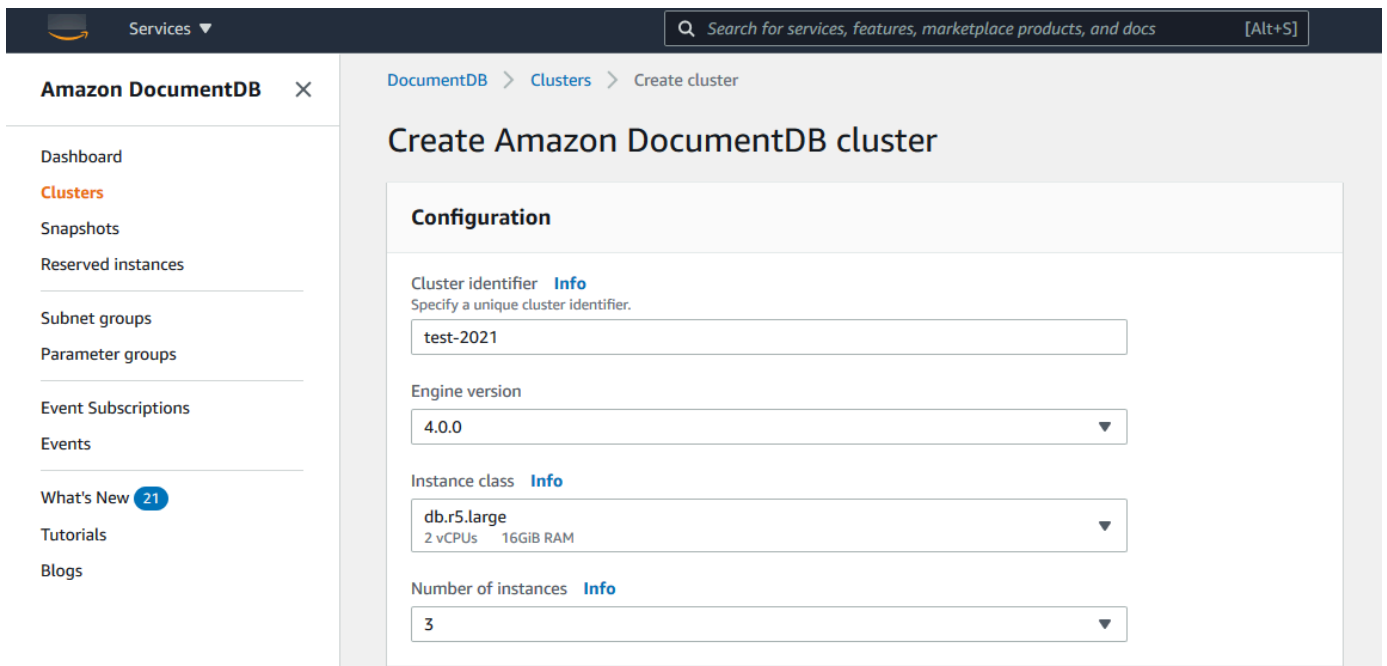 Services ▼
Search for services, features, marketplace products, and docs [Alt+S]
Amazon DocumentDB
Dashboard
Clusters
Snapshots
Reserved instances
Subnet groups
Parameter groups
Event Subscriptions
Events
What's New 21
Tutorials
Blogs
DocumentDB > Clusters > Create cluster
Create Amazon DocumentDB cluster
Configuration
Cluster identifier Info
Specify a unique cluster identifier.
test-2021
Engine version
4.0.0
Instance class Info
db.r5.large
2 vCPUs 16GiB RAM
Number of instances Info
3